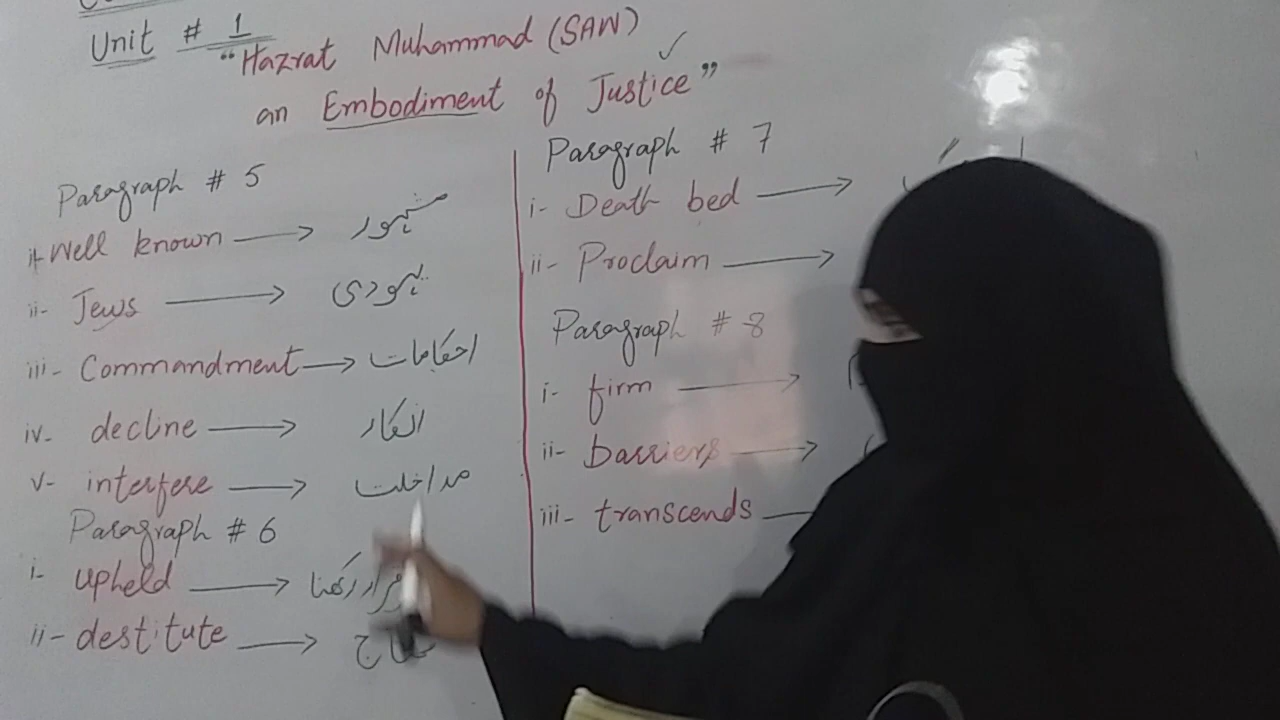 Unit # 1
"Hazrat Muhammad (SAW)
an Embodiment of Justice"
Paragraph # 5
i- Well known → مشہور
ii- Jews → یہودی
iii- Commandment → احکامات
iv- decline → انکار
v- interfere → مداخلت
Paragraph # 6
i- upheld → رکھنا
ii- destitute →
Paragraph # 7
i- Death bed →
ii- Proclaim →
Paragraph # 8
i- firm →
ii- barriers →
iii- transcends